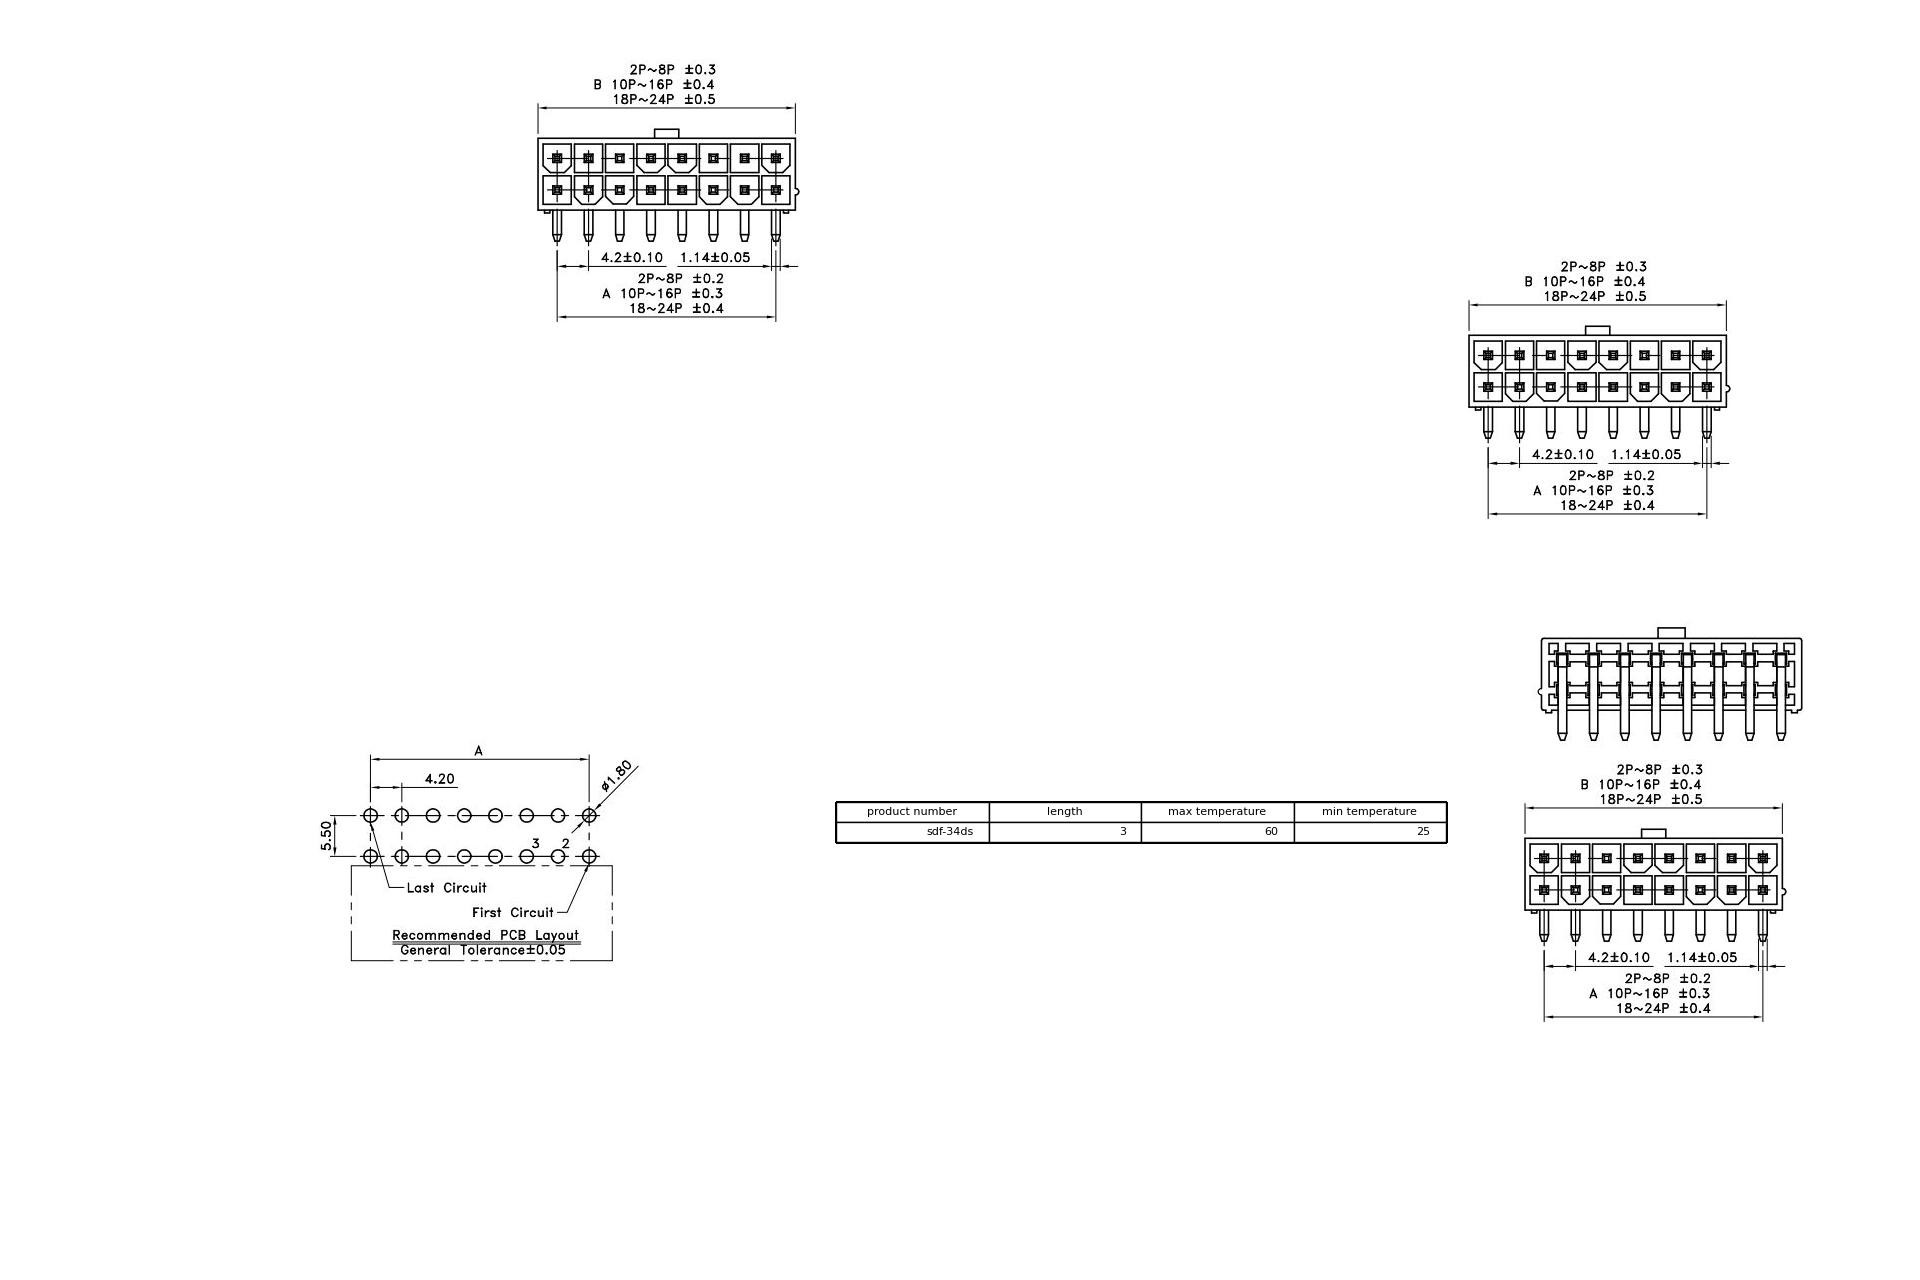 2P~8P ±0.3
B 10P~16P ±0.4
18P~24P ±0.5
4.2±0.10 1.14±0.05
2P~8P ±0.2
A 10P~16P ±0.3
18~24P ±0.4
2P~8P ±0.3
B 10P~16P ±0.4
18P~24P ±0.5
4.2±0.10 1.14±0.05
2P~8P ±0.2
A 10P~16P ±0.3
18~24P ±0.4
A
4.20
ø1.80
5.50
3 2
Last Circuit
First Circuit
Recommended PCB Layout
General Tolerance±0.05
product number length max temperature min temperature
sdf-34ds 3 60 25
2P~8P ±0.3
B 10P~16P ±0.4
18P~24P ±0.5
4.2±0.10 1.14±0.05
2P~8P ±0.2
A 10P~16P ±0.3
18~24P ±0.4